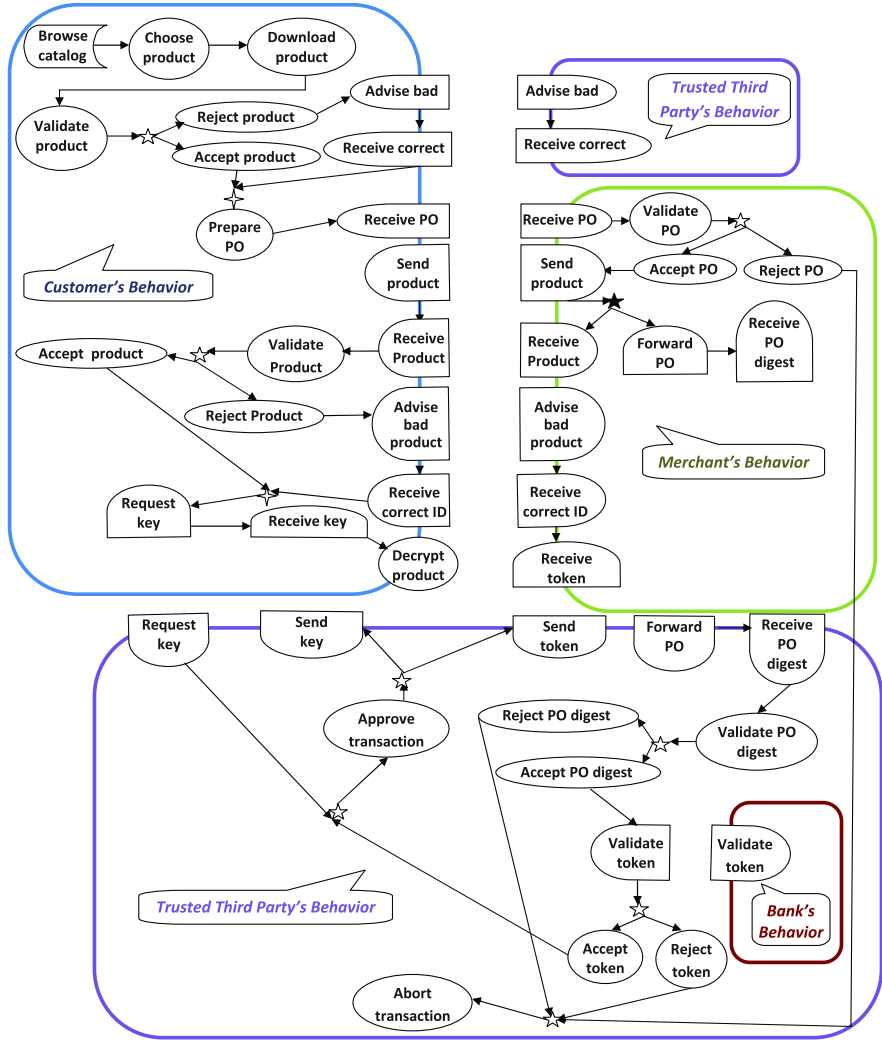 Browse
catalog
Choose
product
Download
product
Validate
product
Reject product
Accept product
Advise bad
Receive correct
Prepare
PO
Receive PO
Send
product
Customer's Behavior
Receive
Product
Validate
Product
Accept  product
Reject Product
Advise
bad
product
Receive
correct ID
Request
key
Receive key
Decrypt
product
Advise bad
Receive correct
Trusted Third
Party's Behavior
Receive PO
Validate
PO
Accept PO
Reject PO
Send
product
Receive
Product
Forward
PO
Receive
PO
digest
Advise
bad
product
Merchant's Behavior
Receive
correct ID
Receive
token
Request
key
Send
key
Send
token
Forward
PO
Receive
PO
digest
Approve
transaction
Reject PO digest
Validate PO
digest
Accept PO digest
Validate
token
Validate
token
Trusted Third Party's Behavior
Bank's
Behavior
Accept
token
Reject
token
Abort
transaction